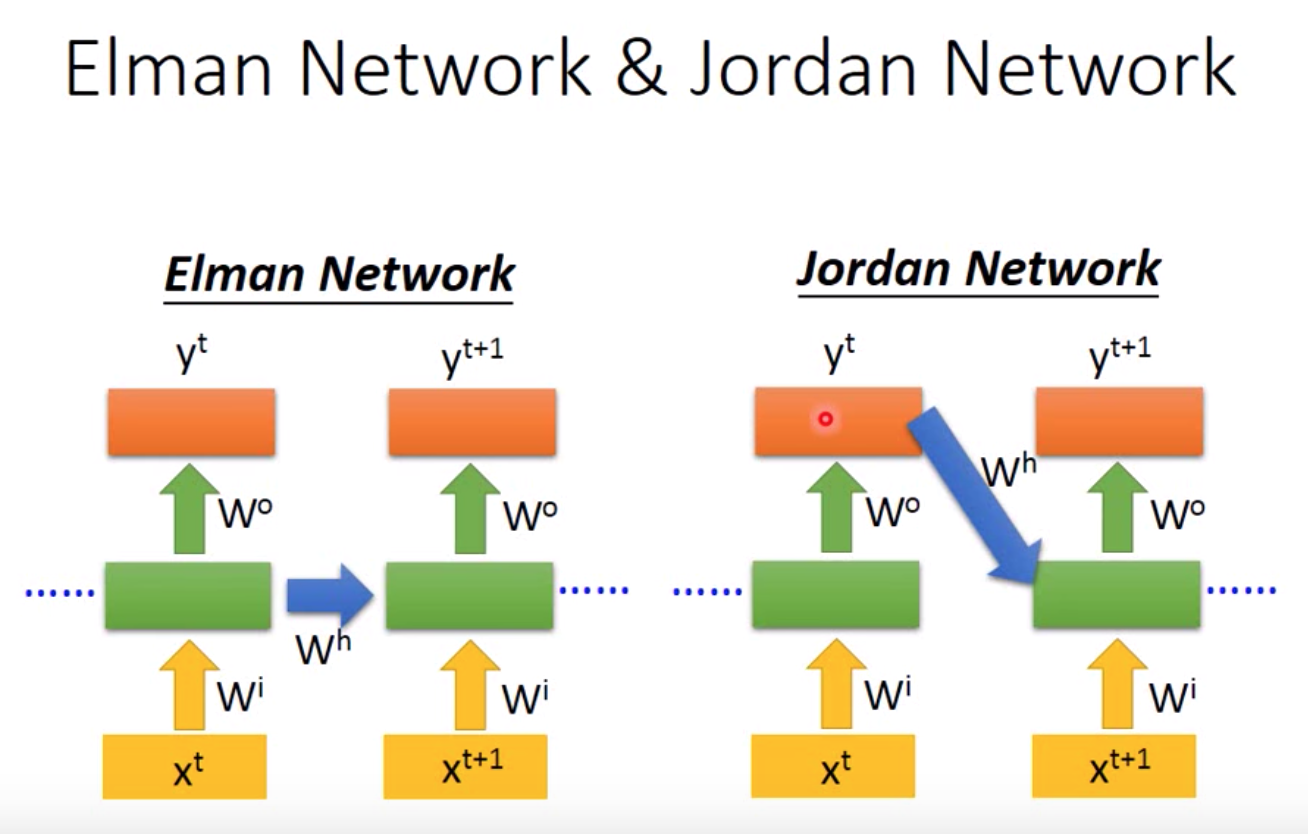 Elman Network & Jordan Network
Elman Network
y^t y^t+1
W^o W^o
W^h
W^i W^i
x^t x^t+1
Jordan Network
y^t y^t+1
W^h
W^o W^o
W^i W^i
x^t x^t+1